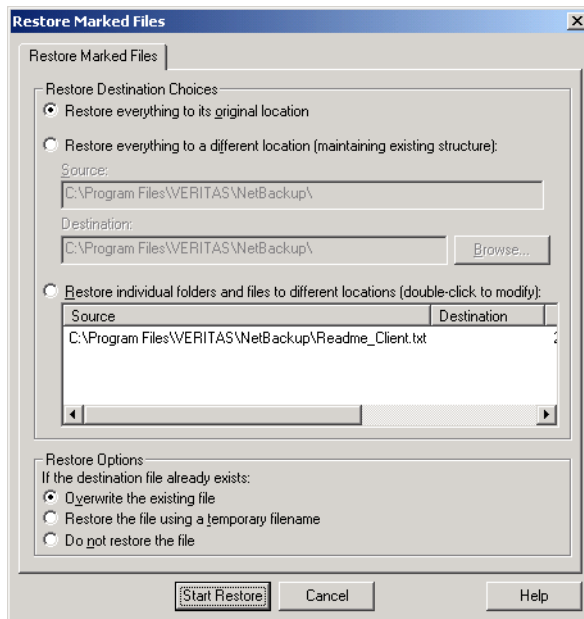 Restore Marked Files
Restore Marked Files
Restore Destination Choices
Restore everything to its original location
Restore everything to a different location (maintaining existing structure):
Source:
C:\Program Files\VERITAS\NetBackup\
Destination:
C:\Program Files\VERITAS\NetBackup\ Browse...
Restore individual folders and files to different locations (double-click to modify):
Source Destination
C:\Program Files\VERITAS\NetBackup\Readme_Client.txt
Restore Options
If the destination file already exists:
Overwrite the existing file
Restore the file using a temporary filename
Do not restore the file
Start Restore Cancel Help